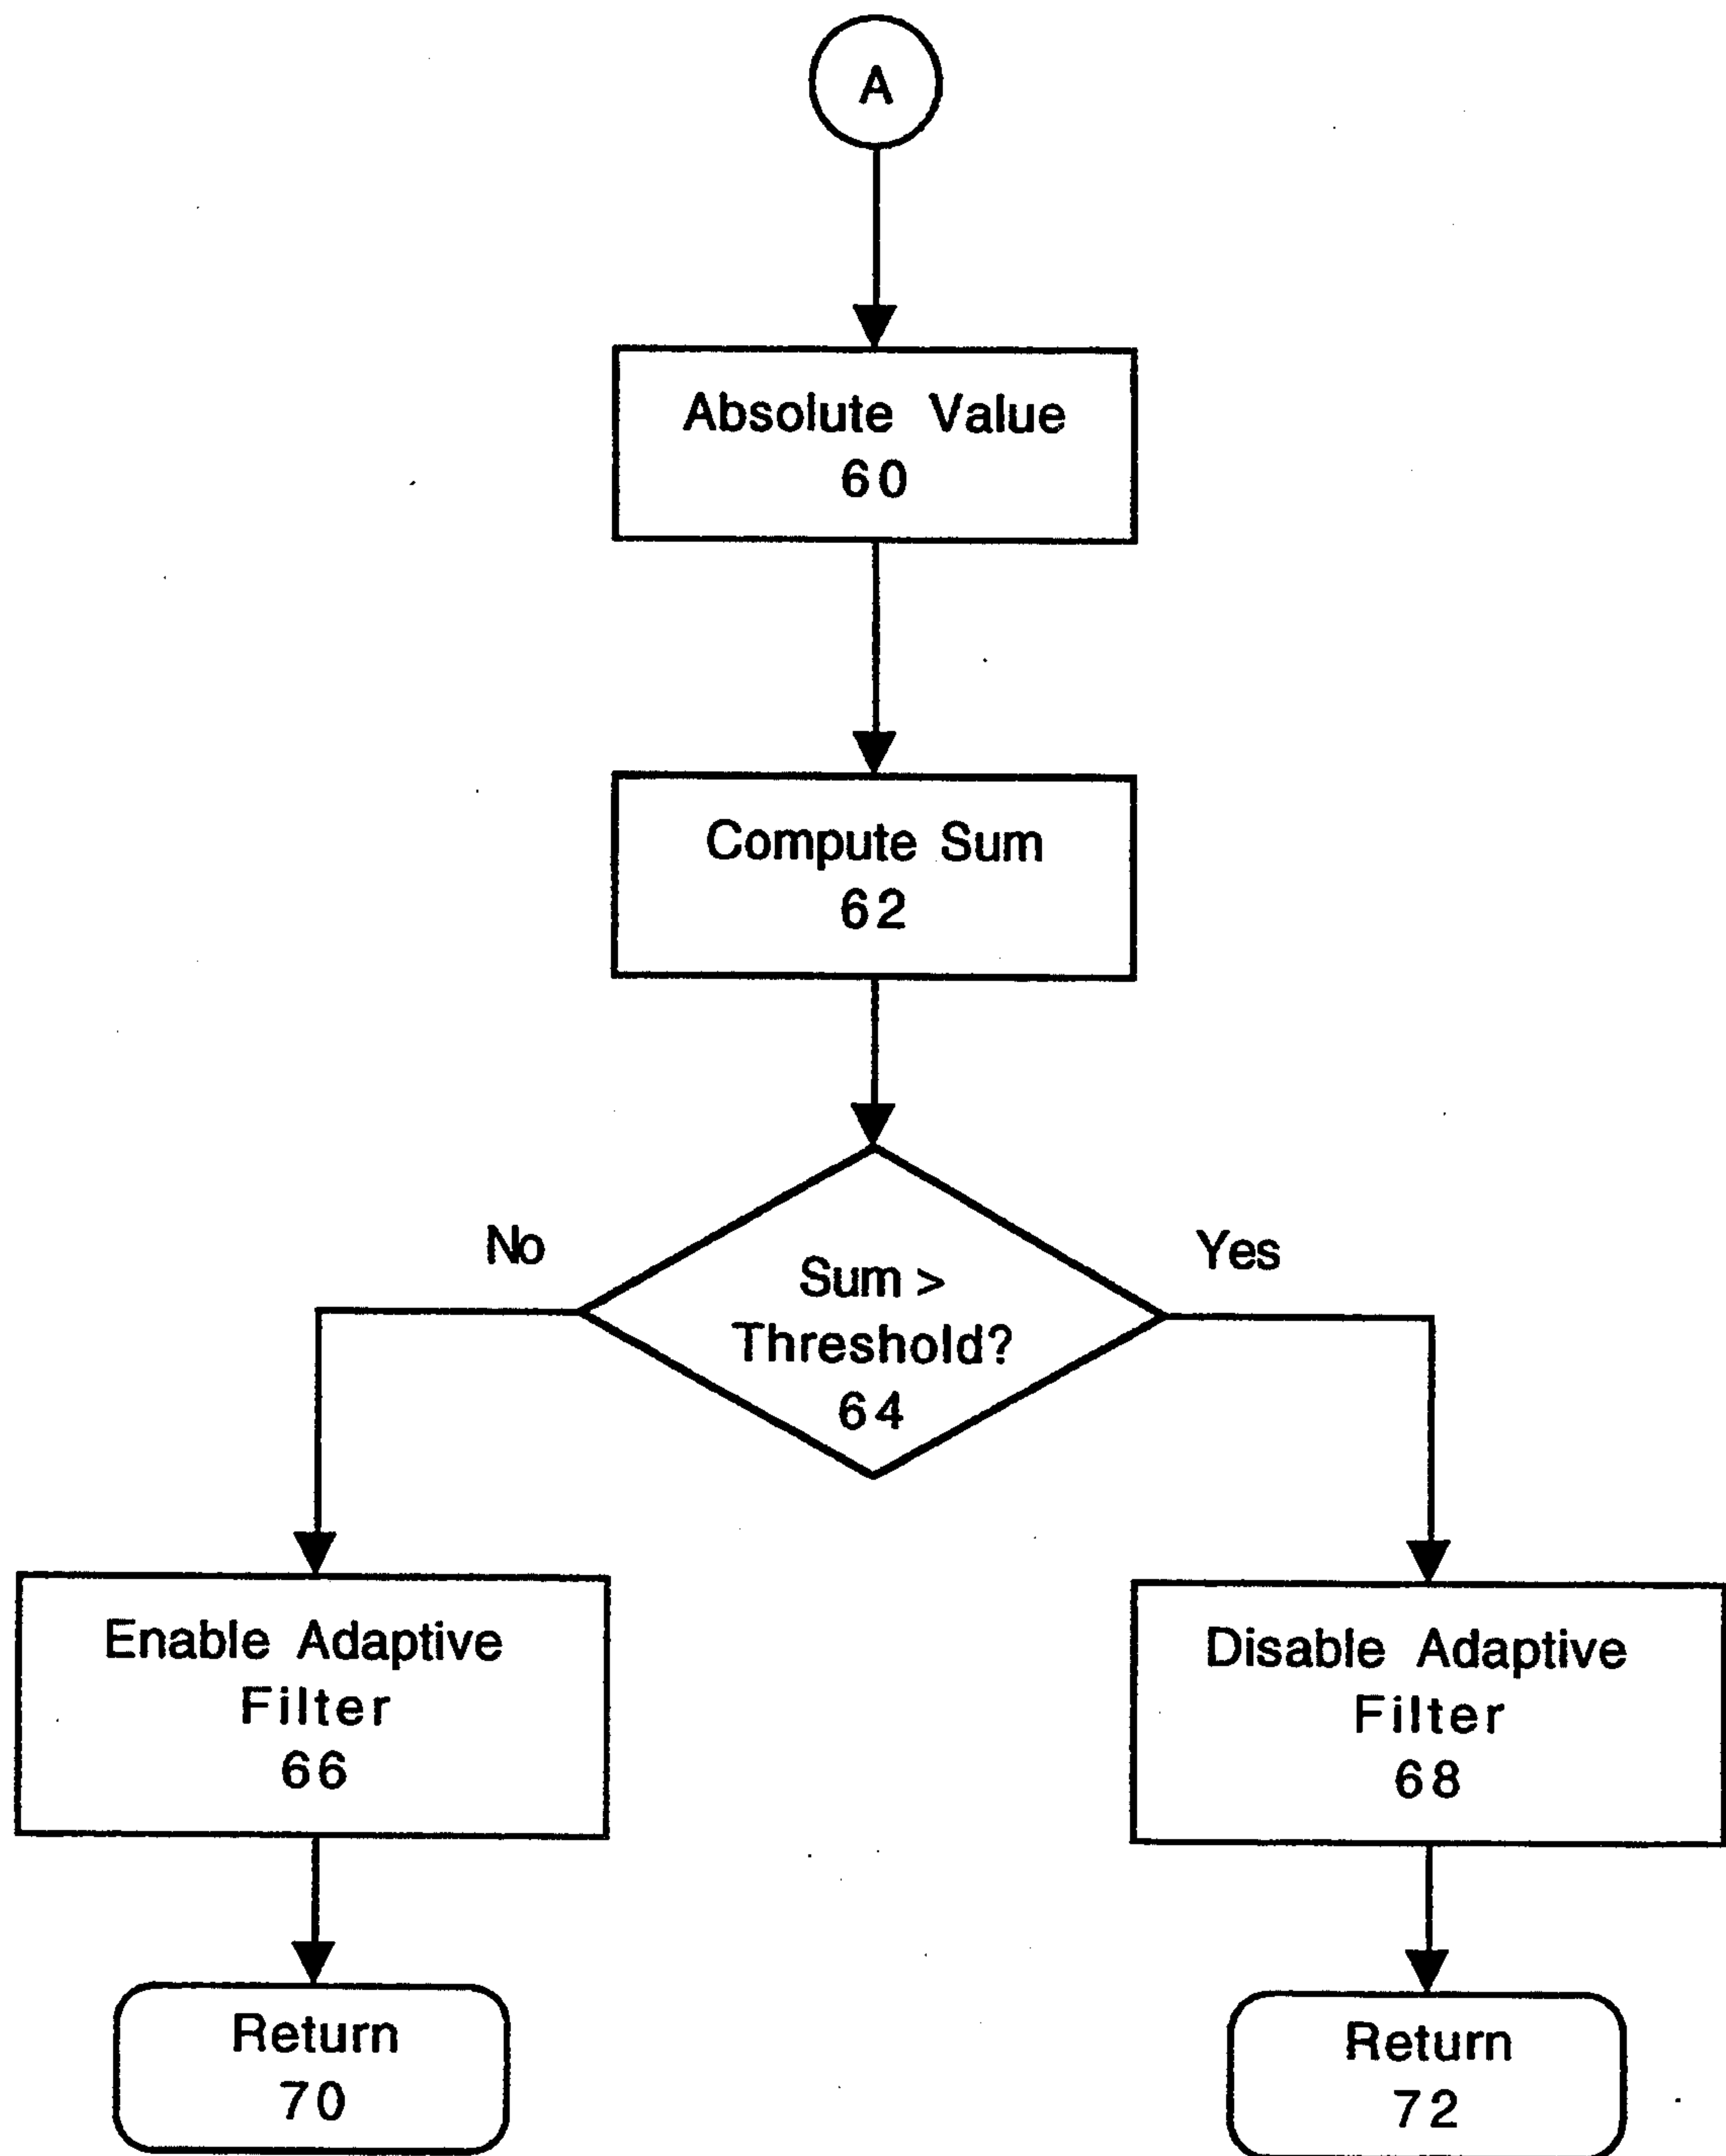 A
Absolute Value
60
Compute Sum
62
No
Yes
Sum >
Threshold?
64
Enable Adaptive
Filter
66
Disable Adaptive
Filter
68
Return
70
Return
72